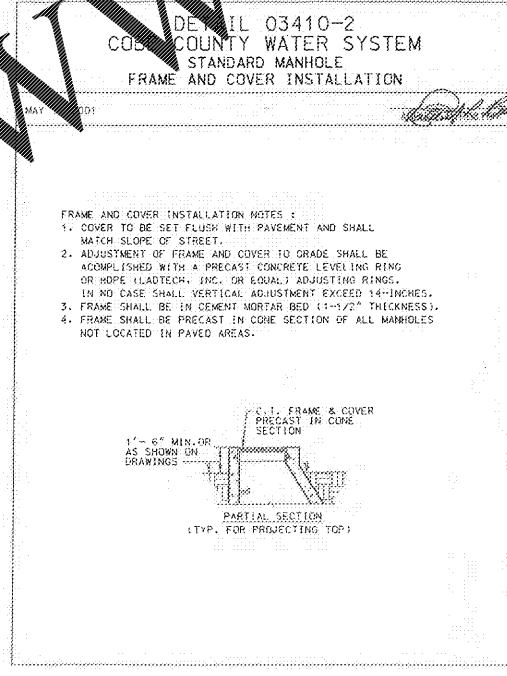 DETAIL 03410-2
COBB COUNTY WATER SYSTEM
STANDARD MANHOLE
FRAME AND COVER INSTALLATION
MAY 2001
FRAME AND COVER INSTALLATION NOTES :
1. COVER TO BE SET FLUSH WITH PAVEMENT AND SHALL
MATCH SLOPE OF STREET.
2. ADJUSTMENT OF FRAME AND COVER TO GRADE SHALL BE
ACOMPLISHED WITH A PRECAST CONCRETE LEVELING RING
OR HDPE (LADTECH, INC. OR EQUAL) ADJUSTING RINGS.
IN NO CASE SHALL VERTICAL ADJUSTMENT EXCEED 14-INCHES.
3. FRAME SHALL BE IN CEMENT MORTAR BED (1-1/2" THICKNESS).
4. FRAME SHALL BE PRECAST IN CONE SECTION OF ALL MANHOLES
NOT LOCATED IN PAVED AREAS.
C.I. FRAME & COVER
PRECAST IN CONE
SECTION
1'- 6" MIN.OR
AS SHOWN ON
DRAWINGS
PARTIAL SECTION
(TYP. FOR PROJECTING TOP)